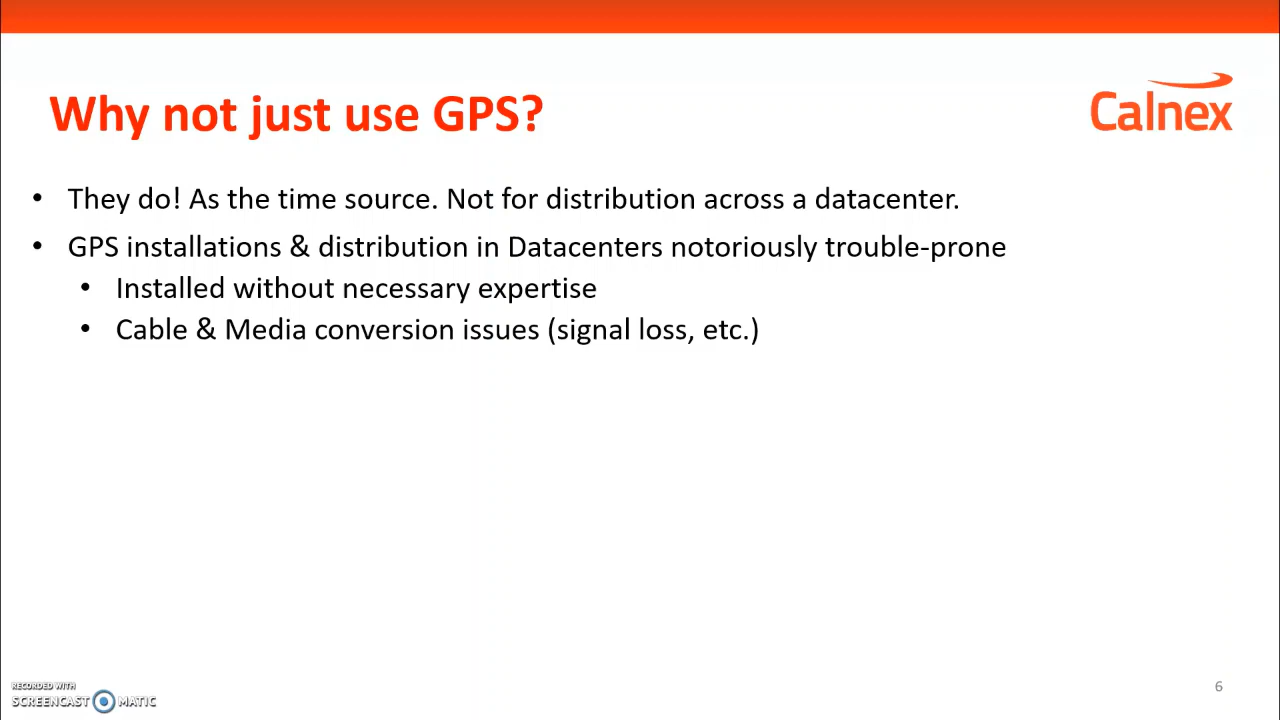 Why not just use GPS?
Calnex
• They do! As the time source. Not for distribution across a datacenter.
• GPS installations & distribution in Datacenters notoriously trouble-prone
• Installed without necessary expertise
• Cable & Media conversion issues (signal loss, etc.)
RECORDED WITH
SCREENCAST MATIC
6